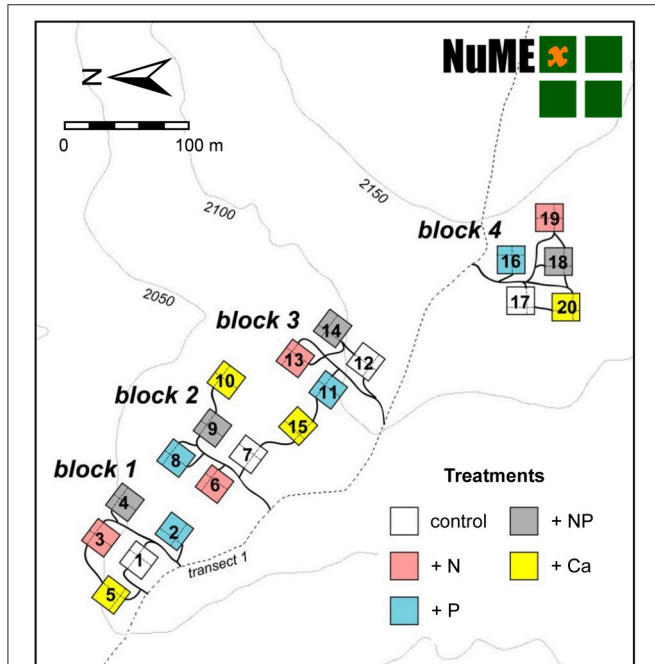 NuME
N
0 100 m
2150
2100
2050
block 4
19
16
18
17
20
block 3
14
13
12
11
15
block 2
10
9
8
7
6
block 1
4
2
3
1
5
transect 1
Treatments
control
+ NP
+ N
+ Ca
+ P